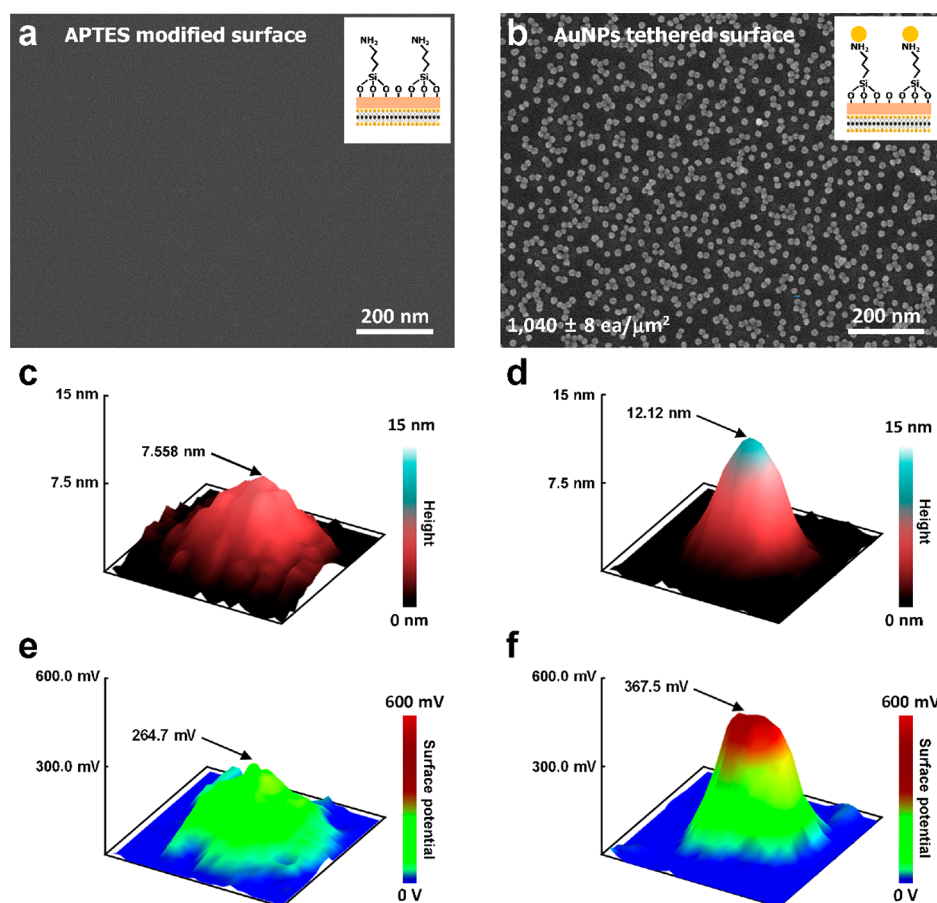 a APTES modified surface
NH₂ NH₂
Si Si
O O O O O O O
200 nm
b AuNPs tethered surface
NH₂ NH₂
Si Si
O O O O O O O
1,040 ± 8 ea/μm²
200 nm
c
15 nm
7.5 nm
7.558 nm
15 nm
Height
0 nm
d
15 nm
7.5 nm
12.12 nm
15 nm
Height
0 nm
e
600.0 mV
300.0 mV
264.7 mV
600 mV
Surface potential
0 V
f
600.0 mV
300.0 mV
367.5 mV
600 mV
Surface potential
0 V